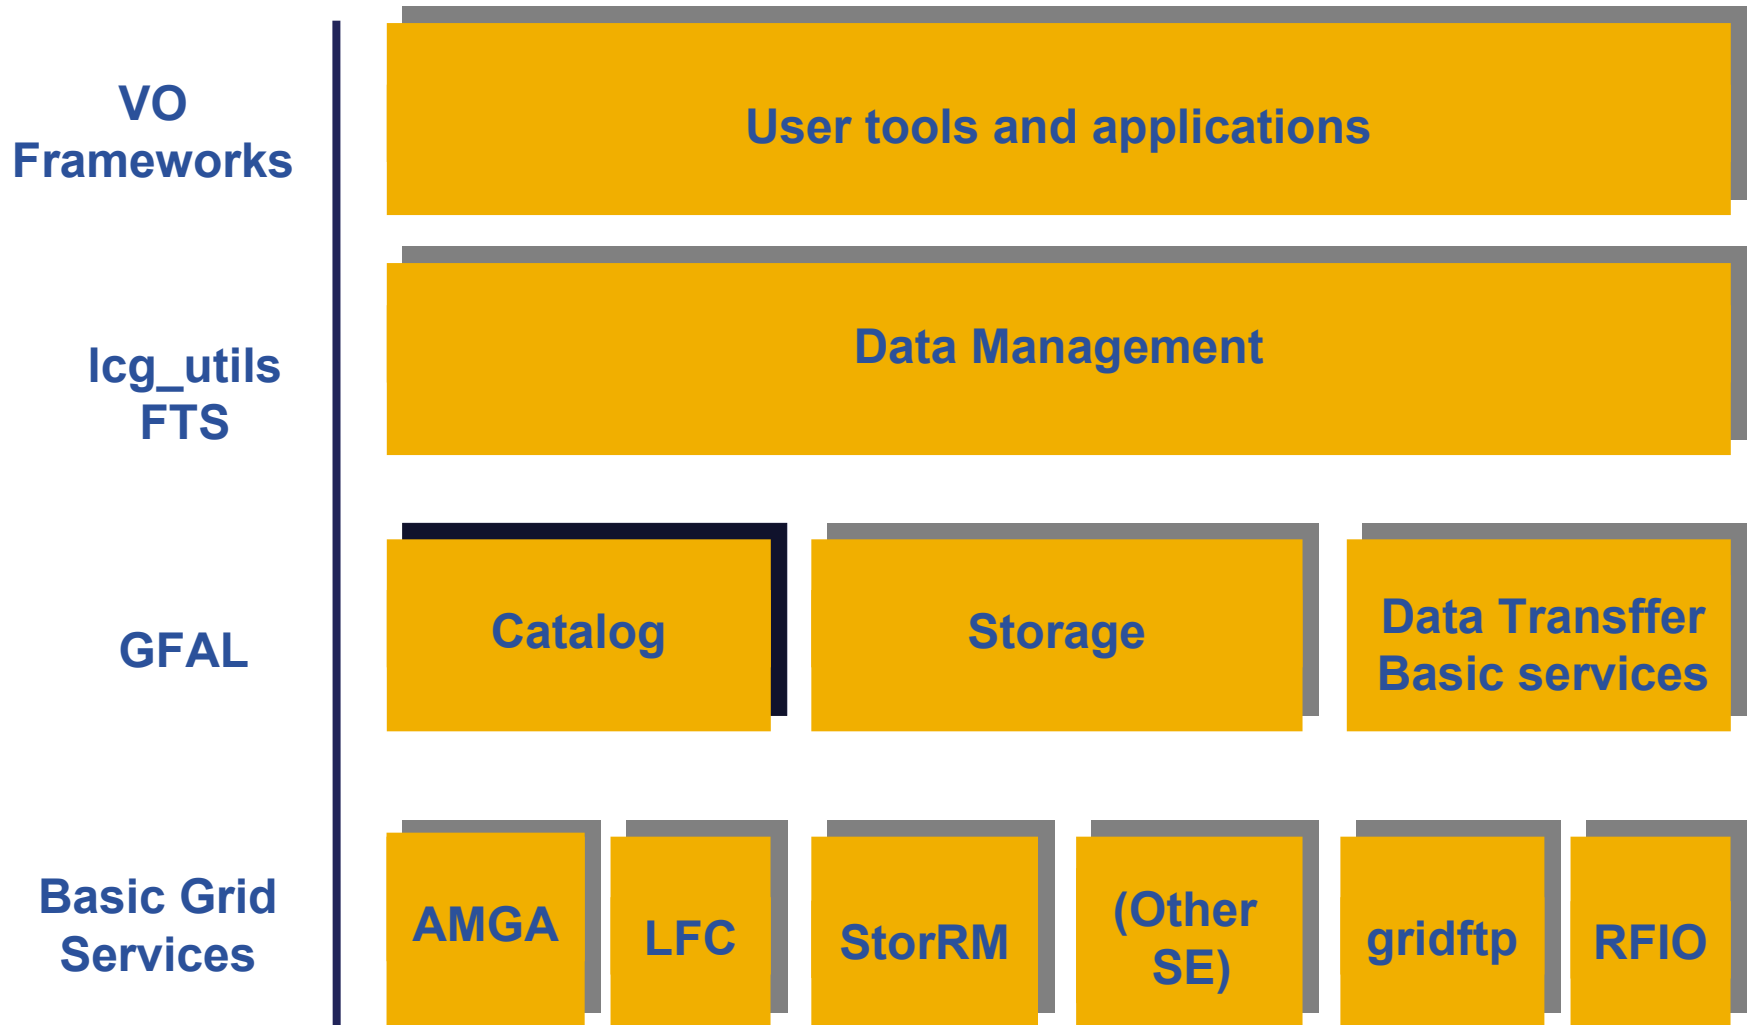 VO
Frameworks
User tools and applications
lcg_utils
FTS
Data Management
GFAL
Catalog
Storage
Data Transffer
Basic services
Basic Grid
Services
AMGA
LFC
StorRM
(Other
SE)
gridftp
RFIO